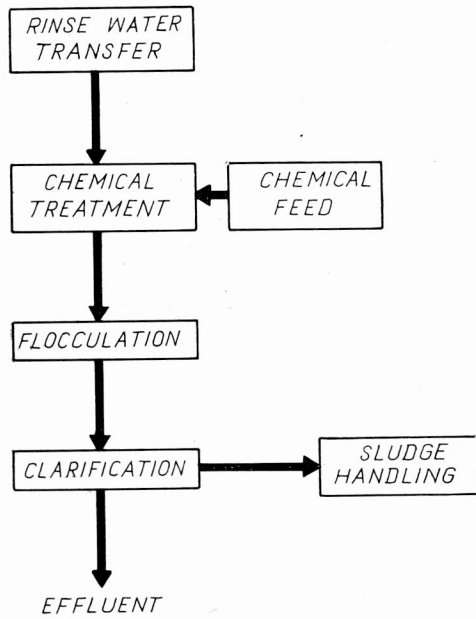 RINSE WATER
TRANSFER
CHEMICAL
TREATMENT
CHEMICAL
FEED
FLOCCULATION
CLARIFICATION
SLUDGE
HANDLING
EFFLUENT